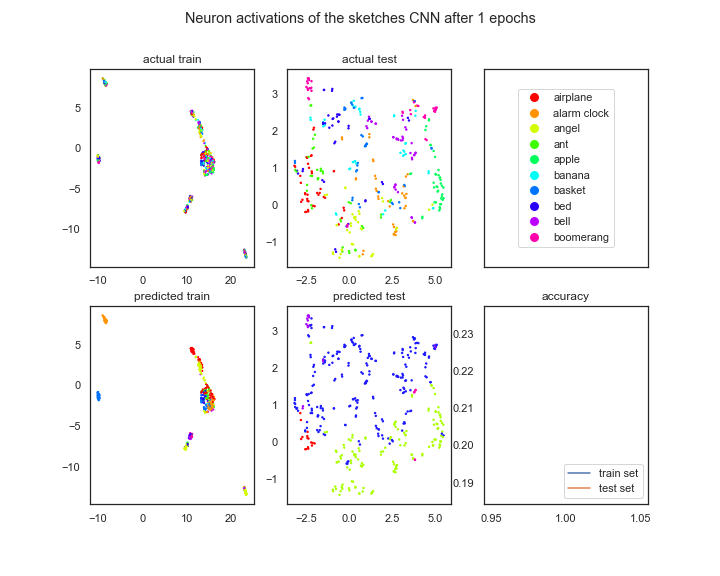 Neuron activations of the sketches CNN after 1 epochs
actual train
actual test
5
0
−5
−10
−10
0
10
20
3
2
1
0
−1
−2.5
0.0
2.5
5.0
airplane
alarm clock
angel
ant
apple
banana
basket
bed
bell
boomerang
predicted train
predicted test
accuracy
5
0
−5
−10
−10
0
10
20
3
2
1
0
−1
−2.5
0.0
2.5
5.0
0.23
0.22
0.21
0.20
0.19
train set
test set
0.95
1.00
1.05